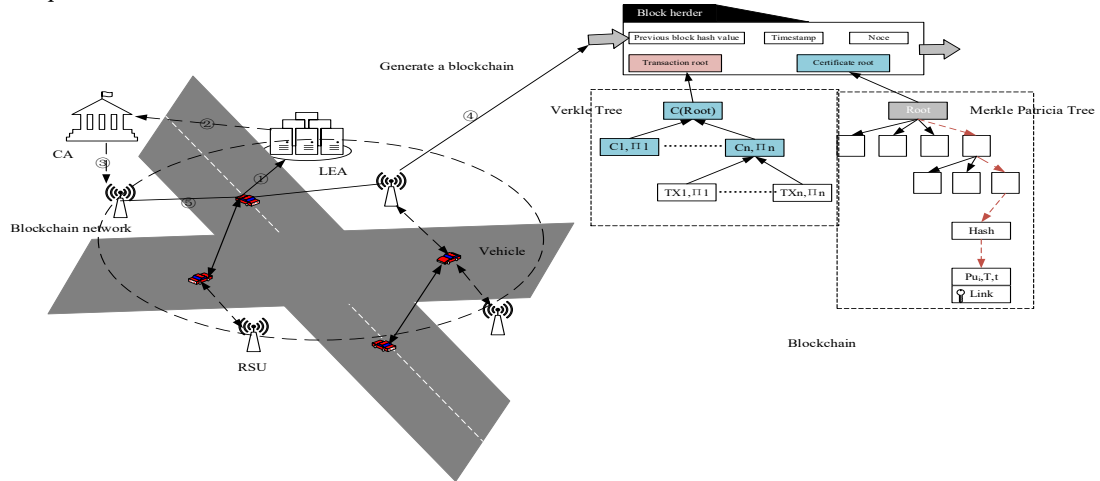 Block herder
Previous block hash value
Timestamp
Noce
Transaction root
Certificate root
Generate a blockchain
④
Verkle Tree
C(Root)
C1,Π1
Cn,Πn
TX1,Π1
TXn,Πn
Root
Merkle Patricia Tree
Hash
Pui,T,t
Link
Blockchain
CA
②
③
LEA
①
⑤
Blockchain network
Vehicle
RSU